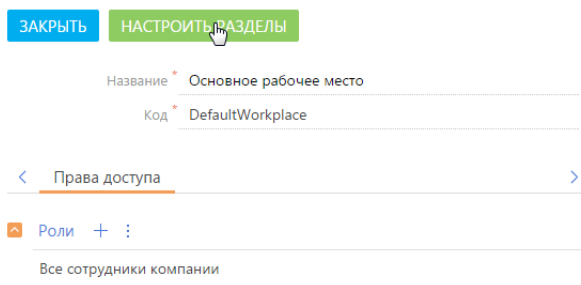 ЗАКРЫТЬ НАСТРОИТЬ РАЗДЕЛЫ
Название * Основное рабочее место
Код * DefaultWorkplace
Права доступа
Роли
Все сотрудники компании